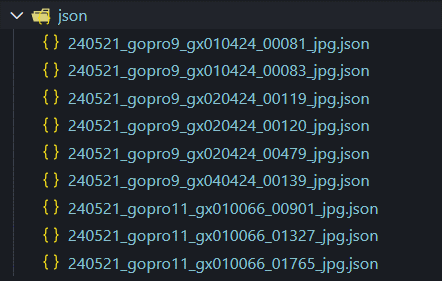 json
{} 240521_gopro9_gx010424_00081_jpg.json
{} 240521_gopro9_gx010424_00083_jpg.json
{} 240521_gopro9_gx020424_00119_jpg.json
{} 240521_gopro9_gx020424_00120_jpg.json
{} 240521_gopro9_gx020424_00479_jpg.json
{} 240521_gopro9_gx040424_00139_jpg.json
{} 240521_gopro11_gx010066_00901_jpg.json
{} 240521_gopro11_gx010066_01327_jpg.json
{} 240521_gopro11_gx010066_01765_jpg.json